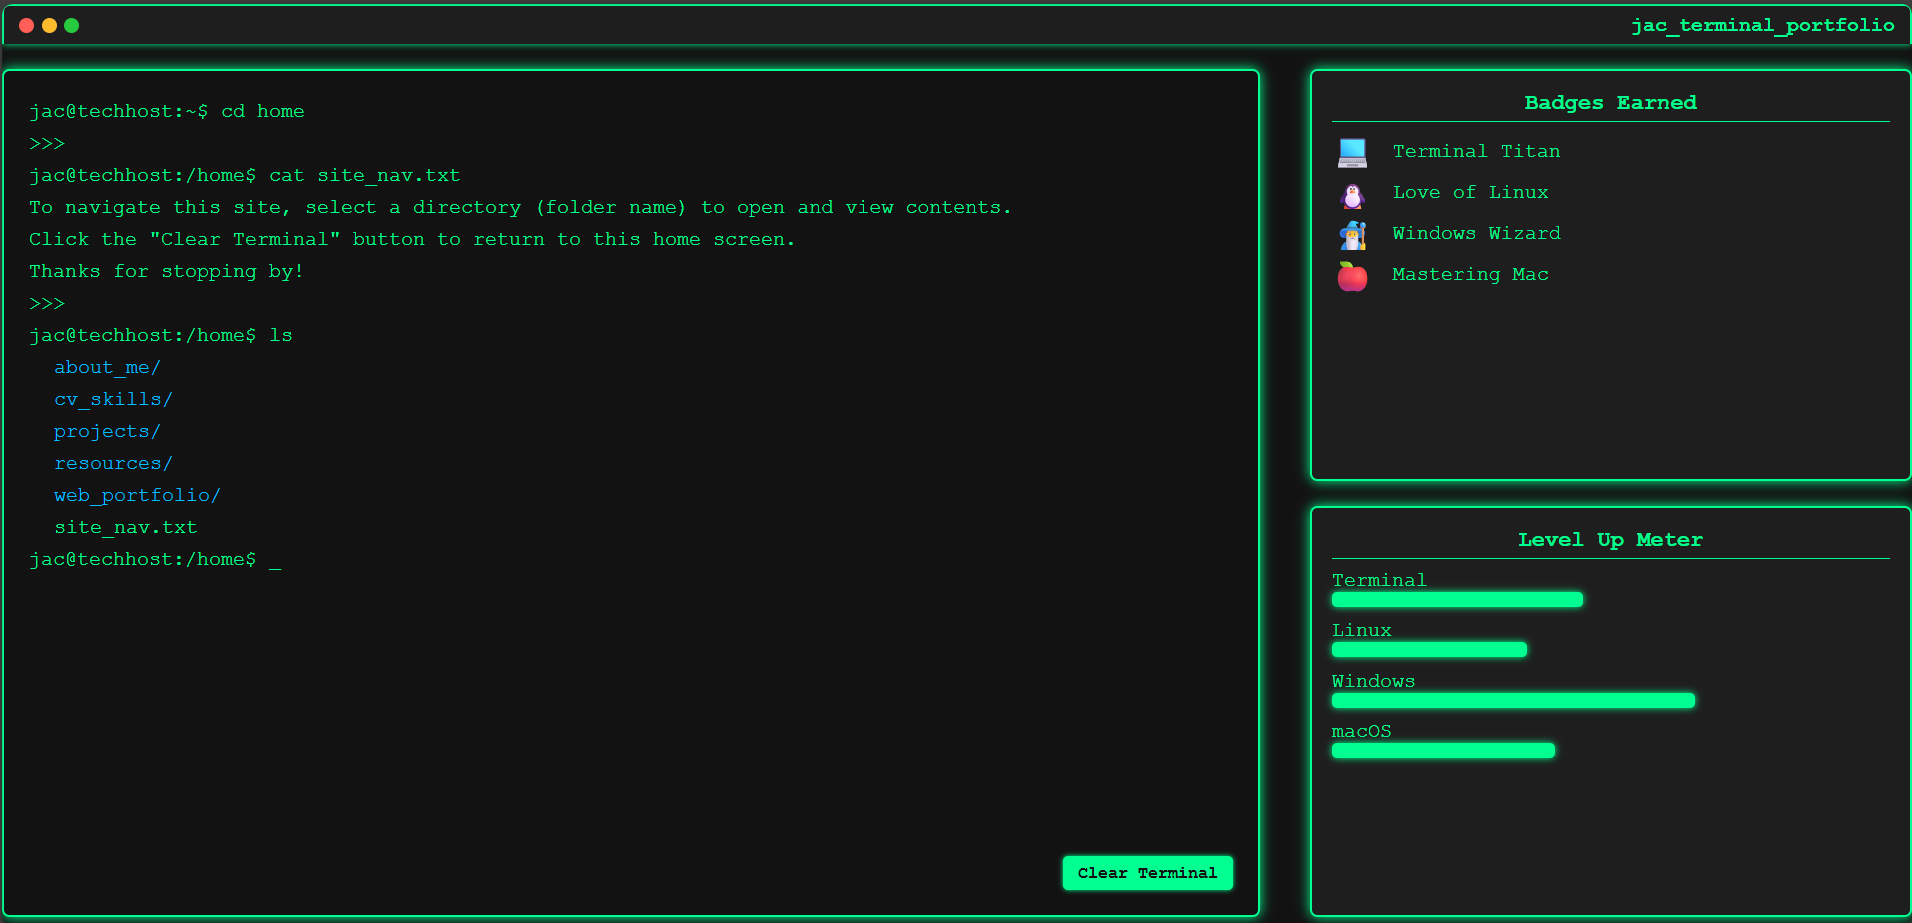 jac_terminal_portfolio
jac@techhost:~$ cd home
>>>
jac@techhost:/home$ cat site_nav.txt
To navigate this site, select a directory (folder name) to open and view contents.
Click the "Clear Terminal" button to return to this home screen.
Thanks for stopping by!
>>>
jac@techhost:/home$ ls
about_me/
cv_skills/
projects/
resources/
web_portfolio/
site_nav.txt
jac@techhost:/home$ _
Clear Terminal
Badges Earned
Terminal Titan
Love of Linux
Windows Wizard
Mastering Mac
Level Up Meter
Terminal
Linux
Windows
macOS